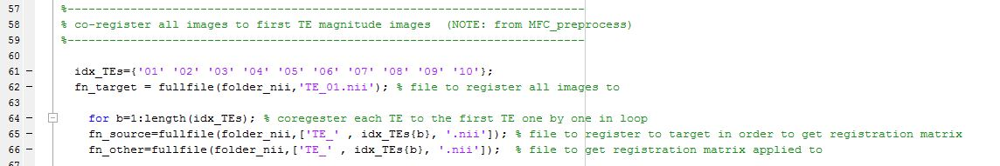 57 %------------------------------------------------------------------------
58 % co-register all images to first TE magnitude images  (NOTE: from MFC_preprocess)
59 %------------------------------------------------------------------------
60
61 - idx_TEs={'01' '02' '03' '04' '05' '06' '07' '08' '09' '10'};
62 - fn_target = fullfile(folder_nii,'TE_01.nii'); % file to register all images to
63
64 - for b=1:length(idx_TEs); % coregester each TE to the first TE one by one in loop
65 - fn_source=fullfile(folder_nii,['TE_' , idx_TEs{b}, '.nii']); % file to register to target in order to get registration matrix
66 - fn_other=fullfile(folder_nii,['TE_' , idx_TEs{b}, '.nii']);  % file to get registration matrix applied to